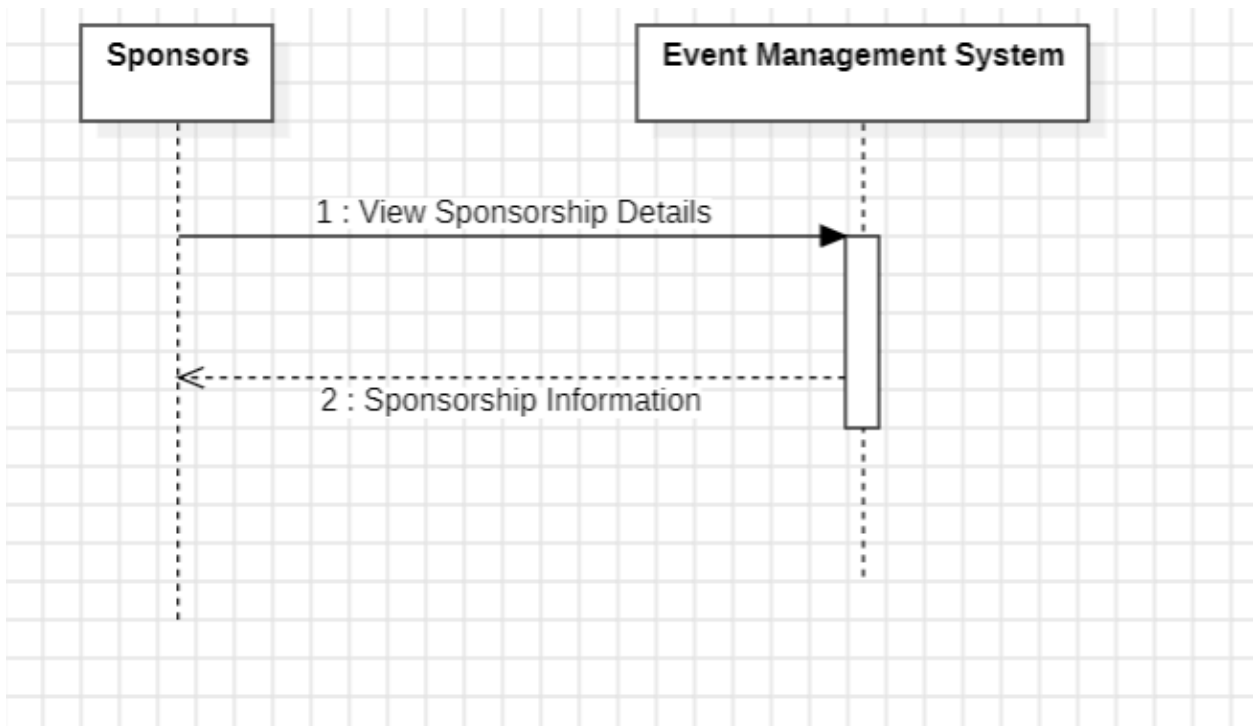 Sponsors
Event Management System
1 : View Sponsorship Details
2 : Sponsorship Information